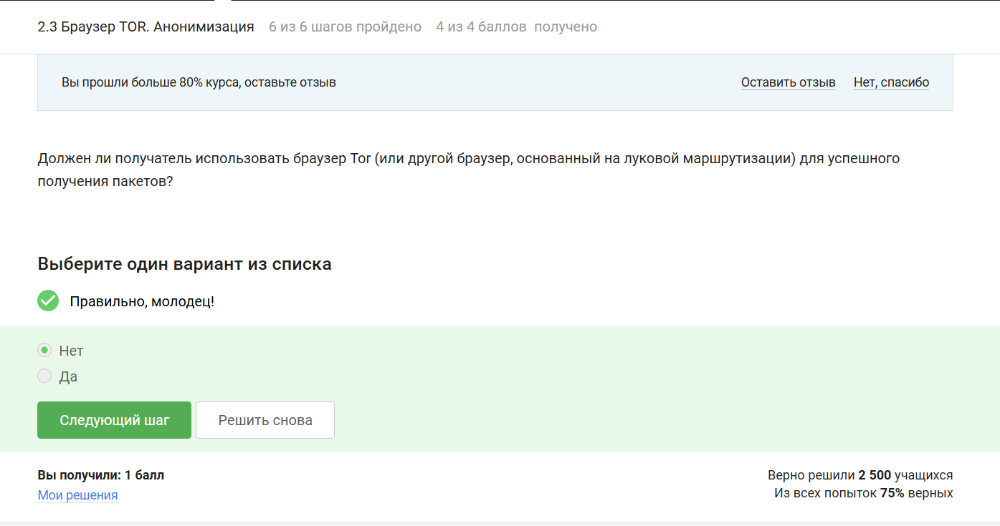 2.3 Браузер TOR. Анонимизация 6 из 6 шагов пройдено 4 из 4 баллов получено
Вы прошли больше 80% курса, оставьте отзыв Оставить отзыв Нет, спасибо
Должен ли получатель использовать браузер Tor (или другой браузер, основанный на луковой маршрутизации) для успешного
получения пакетов?
Выберите один вариант из списка
Правильно, молодец!
Нет
Да
Следующий шаг Решить снова
Вы получили: 1 балл Верно решили 2 500 учащихся
Мои решения Из всех попыток 75% верных